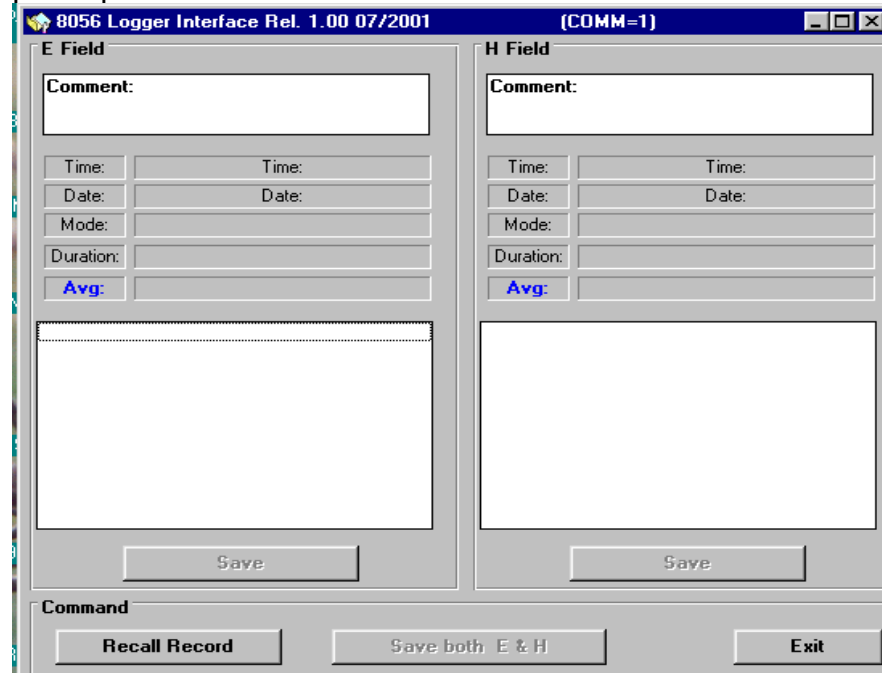 8056 Logger Interface Rel. 1.00 07/2001 (COMM=1)
E Field
Comment:
Time: Time:
Date: Date:
Mode:
Duration:
Avg:
Save
H Field
Comment:
Time: Time:
Date: Date:
Mode:
Duration:
Avg:
Save
Command
Recall Record Save both E & H Exit